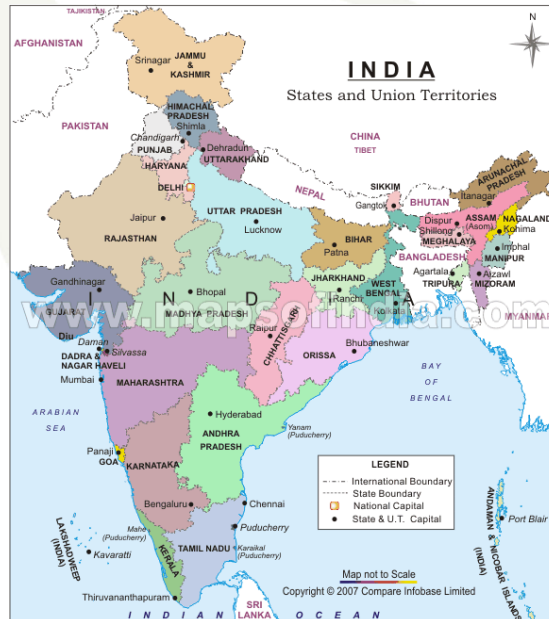 TAJIKISTAN
AFGHANISTAN
N
JAMMU
& KASHMIR
Srinagar
INDIA
States and Union Territories
HIMACHAL
PRADESH
Shimla
PAKISTAN
Chandigarh
PUNJAB
Dehradun
UTTARAKHAND
CHINA
TIBET
HARYANA
DELHI
NEPAL
SIKKIM
Gangtok
BHUTAN
ARUNACHAL
PRADESH
Itanagar
Jaipur
RAJASTHAN
UTTAR PRADESH
Lucknow
BIHAR
Patna
Dispur
ASSAM
(Asom)
Shillong
MEGHALAYA
NAGALAND
Kohima
Imphal
MANIPUR
BANGLADESH
Agartala
TRIPURA
Aizawl
MIZORAM
MYANMAR
Gandhinagar
GUJARAT
I N D I A
Bhopal
MADHYA PRADESH
JHARKHAND
Ranchi
WEST
BENGAL
Kolkata
www.mapsofindia.com
Diu
Daman
Silvassa
DADRA &
NAGAR HAVELI
Raipur
CHHATTISGARH
ORISSA
Bhubaneshwar
Mumbai
MAHARASHTRA
BAY
OF
BENGAL
ARABIAN
SEA
Hyderabad
ANDHRA
PRADESH
Yanam
(Puducherry)
Panaji
GOA
KARNATAKA
Bengaluru
Chennai
LEGEND
International Boundary
State Boundary
National Capital
State & U.T. Capital
Mahe
(Puducherry)
Puducherry
LAKSHADWEEP
(INDIA)
Kavaratti
KERALA
TAMIL NADU
Karaikal
(Puducherry)
ANDAMAN & NICOBAR ISLANDS
(INDIA)
Port Blair
Map not to Scale
Copyright © 2007 Compare Infobase Limited
Thiruvananthapuram
SRI
LANKA
INDIAN OCEAN